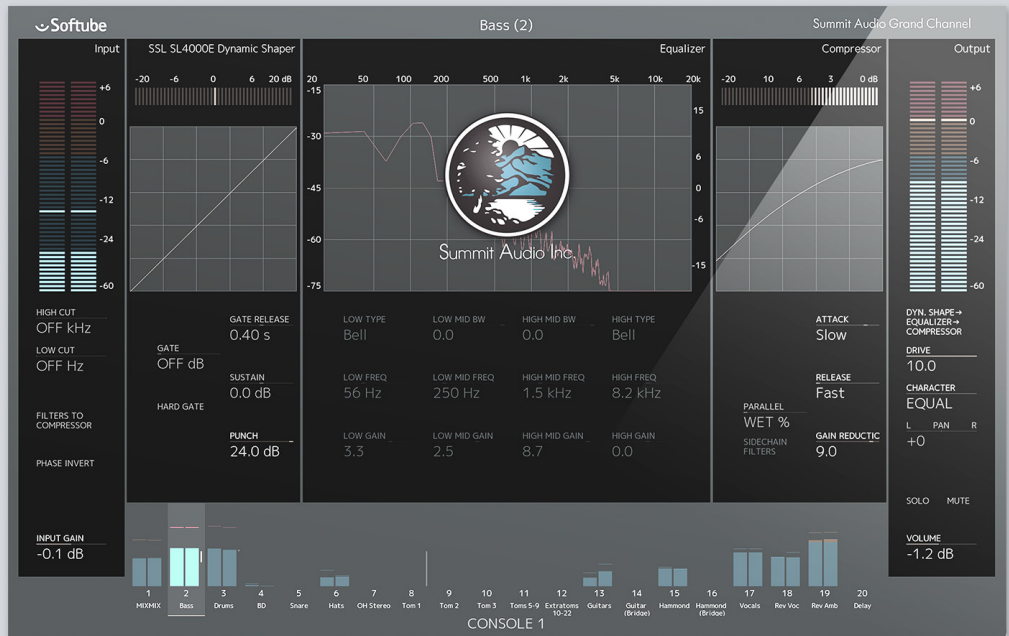 Softube
Bass (2)
Summit Audio Grand Channel
Input
SSL SL4000E Dynamic Shaper
Equalizer
Compressor
Output
-20 -6 0 6 20 dB
20 50 100 200 500 1k 2k 5k 10k 20k
-20 10 6 3 0 dB
+6
0
-6
-12
-24
-60
-15
-30
-45
-60
-75
15
6
0
-6
-15
+6
0
-6
-12
-24
-60
Summit Audio Inc.
HIGH CUT
OFF kHz
LOW CUT
OFF Hz
FILTERS TO
COMPRESSOR
PHASE INVERT
INPUT GAIN
-0.1 dB
GATE RELEASE
0.40 s
GATE
OFF dB
SUSTAIN
0.0 dB
HARD GATE
PUNCH
24.0 dB
LOW TYPE LOW MID BW HIGH MID BW HIGH TYPE
Bell 0.0 0.0 Bell
LOW FREQ LOW MID FREQ HIGH MID FREQ HIGH FREQ
56 Hz 250 Hz 1.5 kHz 8.2 kHz
LOW GAIN LOW MID GAIN HIGH MID GAIN HIGH GAIN
3.3 2.5 8.7 0.0
ATTACK
Slow
RELEASE
Fast
PARALLEL
WET %
SIDECHAIN
FILTERS
GAIN REDUCTIC
9.0
DYN. SHAPE→
EQUALIZER→
COMPRESSOR
DRIVE
10.0
CHARACTER
EQUAL
L PAN R
+0
SOLO MUTE
VOLUME
-1.2 dB
1 2 3 4 5 6 7 8 9 10 11 12 13 14 15 16 17 18 19 20
MIXMIX Bass Drums BD Snare Hats OH Stereo Tom 1 Tom 2 Tom 3 Toms 5-9 Extratoms Guitars Guitar Hammond Hammond Vocals Rev Voc Rev Amb Delay
10-22 (Bridge) (Bridge)
CONSOLE 1